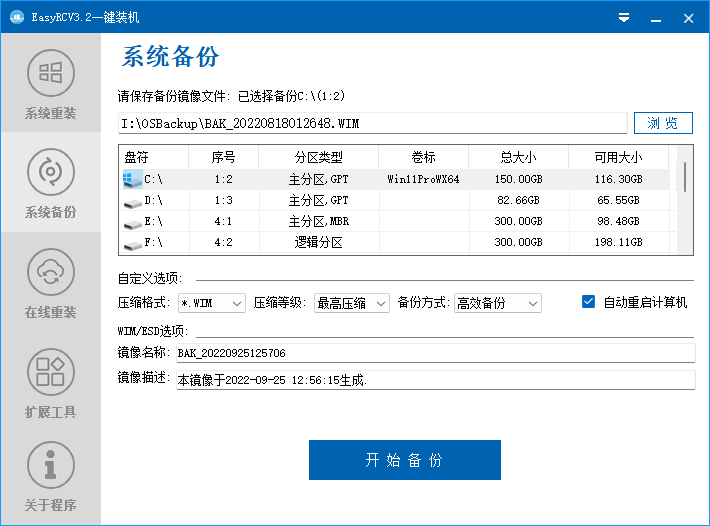 EasyRCV3.2一键装机
系统重装
系统备份
在线重装
扩展工具
关于程序
系统备份
请保存备份镜像文件: 已选择备份C:\(1:2)
I:\OSBackup\BAK_20220818012648.WIM 浏览
盘符 序号 分区类型 卷标 总大小 可用大小
C:\ 1:2 主分区,GPT Win11ProWX64 150.00GB 116.30GB
D:\ 1:3 主分区,GPT 82.66GB 65.55GB
E:\ 4:1 主分区,MBR 300.00GB 98.48GB
F:\ 4:2 逻辑分区 300.00GB 198.11GB
自定义选项:
压缩格式: *.WIM 压缩等级: 最高压缩 备份方式: 高效备份 自动重启计算机
WIM/ESD选项:
镜像名称: BAK_20220925125706
镜像描述: 本镜像于2022-09-25 12:56:15生成.
开始备份